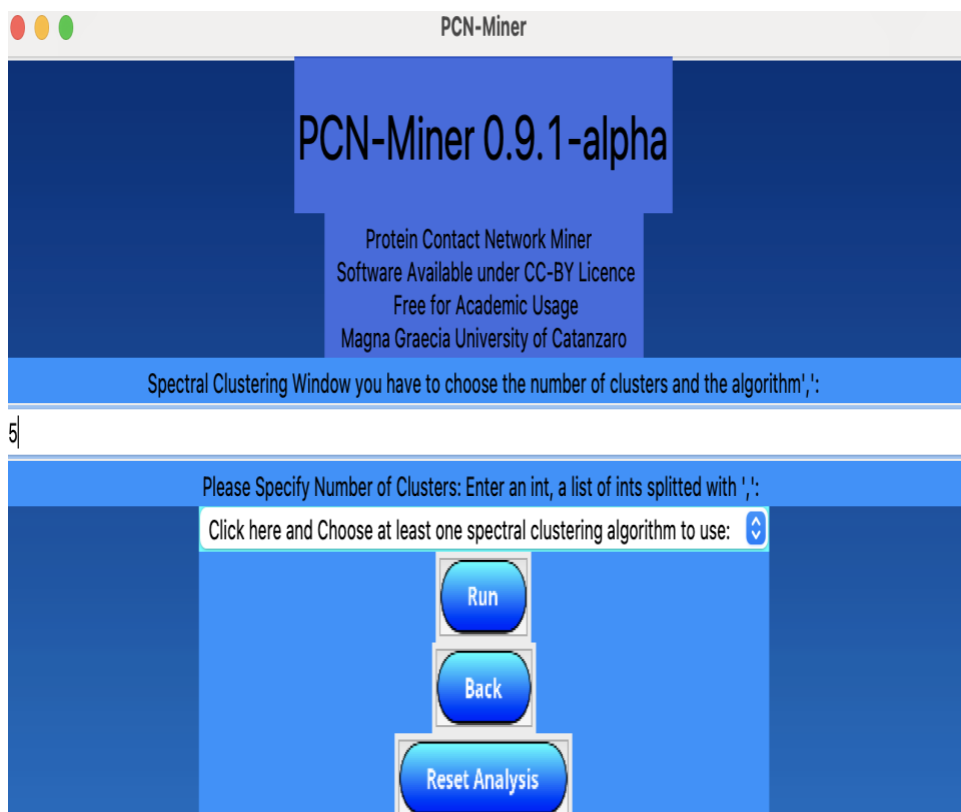 PCN-Miner
PCN-Miner 0.9.1-alpha
Protein Contact Network Miner
Software Available under CC-BY Licence
Free for Academic Usage
Magna Graecia University of Catanzaro
Spectral Clustering Window you have to choose the number of clusters and the algorithm',':
5
Please Specify Number of Clusters: Enter an int, a list of ints splitted with ',':
Click here and Choose at least one spectral clustering algorithm to use:
Run
Back
Reset Analysis